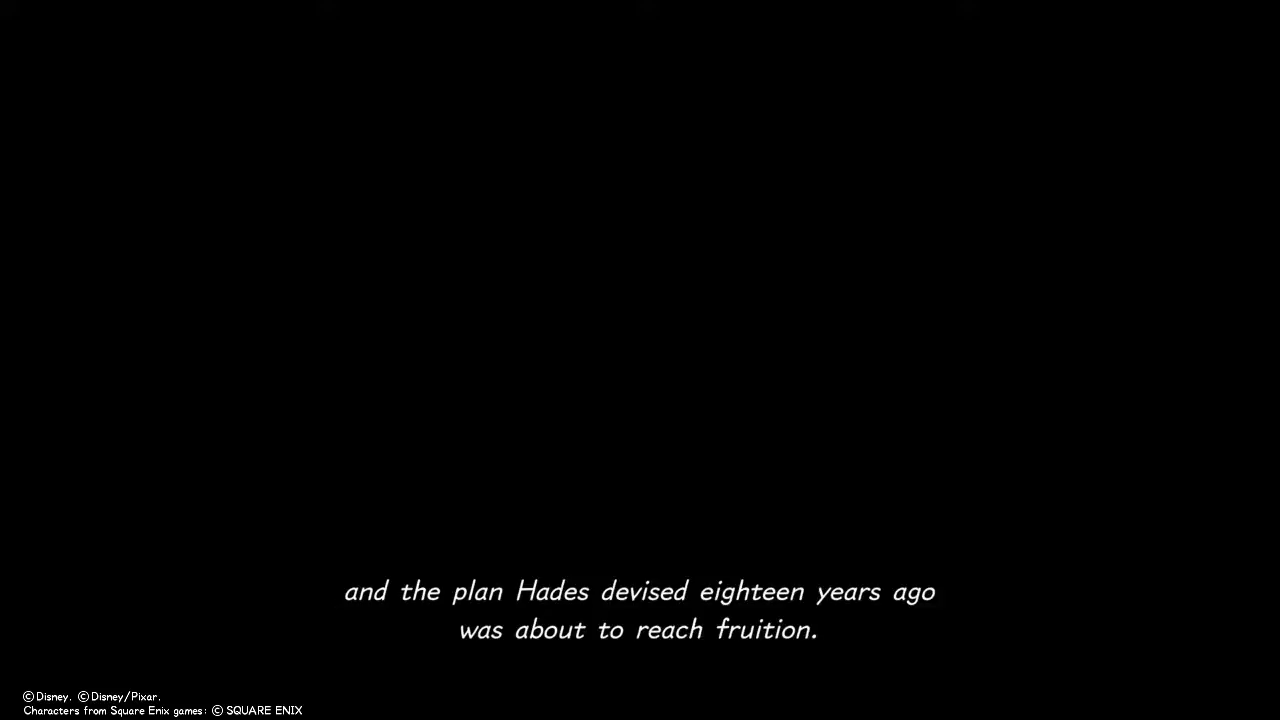 and the plan Hades devised eighteen years ago
was about to reach fruition.
©Disney. ©Disney/Pixar.
Characters from Square Enix games: © SQUARE ENIX